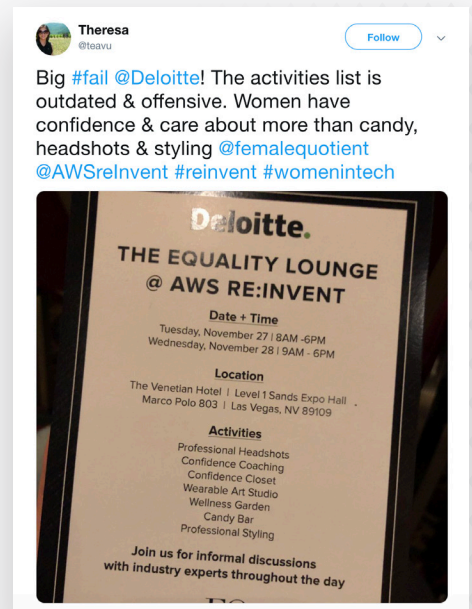 Theresa
@teavu
Follow
Big #fail @Deloitte! The activities list is
outdated & offensive. Women have
confidence & care about more than candy,
headshots & styling @femalequotient
@AWSreInvent #reinvent #womenintech
Deloitte.
THE EQUALITY LOUNGE
@ AWS RE:INVENT
Date + Time
Tuesday, November 27 | 8AM -6PM
Wednesday, November 28 | 9AM - 6PM
Location
The Venetian Hotel | Level 1 Sands Expo Hall
Marco Polo 803 | Las Vegas, NV 89109
Activities
Professional Headshots
Confidence Coaching
Confidence Closet
Wearable Art Studio
Wellness Garden
Candy Bar
Professional Styling
Join us for informal discussions
with industry experts throughout the day